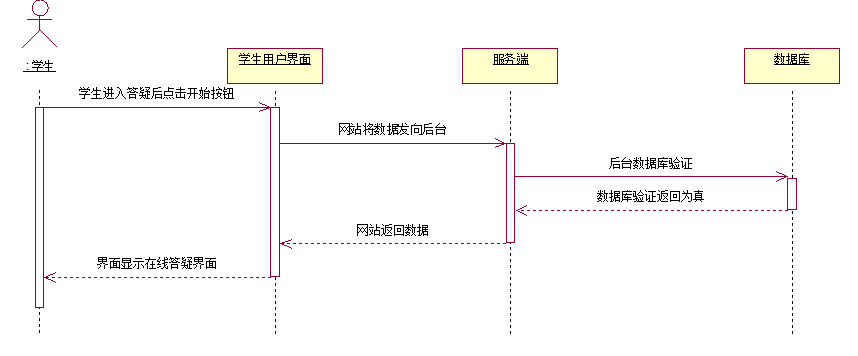 : 学生
学生用户界面
服务端
数据库
学生进入答疑后点击开始按钮
网站将数据发向后台
后台数据库验证
数据库验证返回为真
网站返回数据
界面显示在线答疑界面